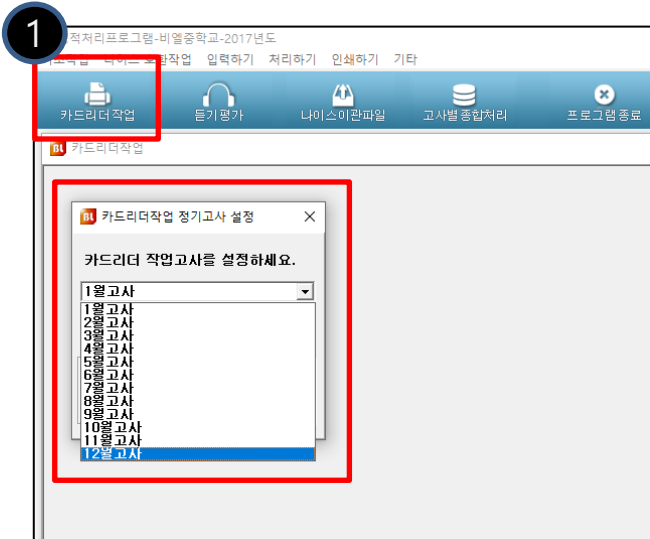 1
적처리프로그램-비엘중학교-2017년도
환작업 입력하기 처리하기 인쇄하기 기타
카드리더작업 듣기평가 나이스이관파일 고사별종합처리 프로그램종료
카드리더작업
카드리더작업 정기고사 설정
카드리더 작업고사를 설정하세요.
1월고사
1월고사
2월고사
3월고사
4월고사
5월고사
6월고사
7월고사
8월고사
9월고사
10월고사
11월고사
12월고사